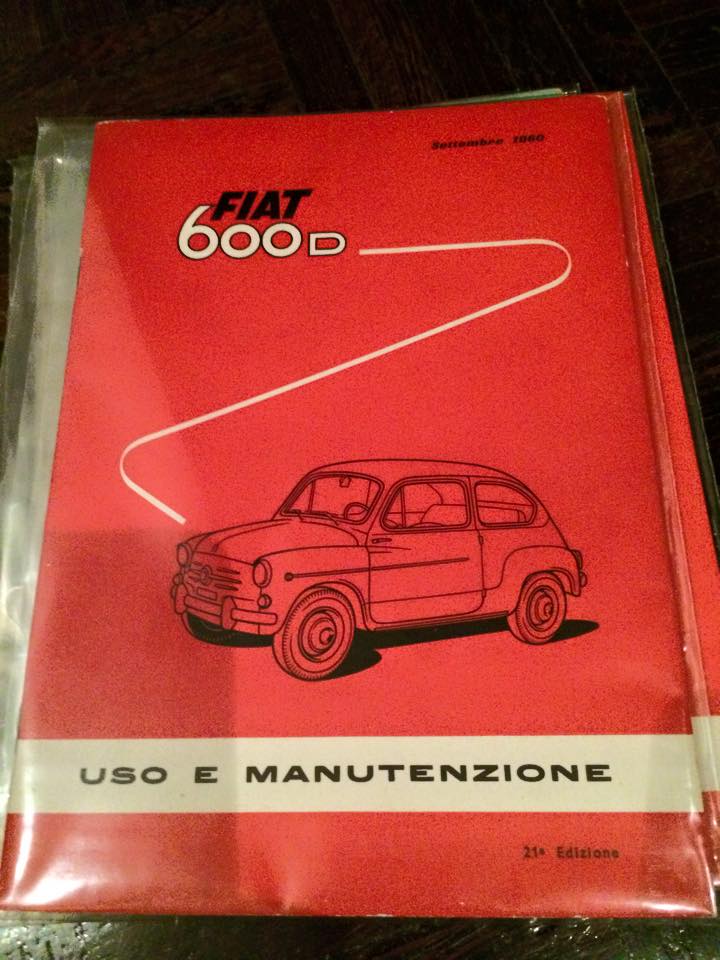 Settembre 1960
FIAT
600D
USO E MANUTENZIONE
21ª Edizione